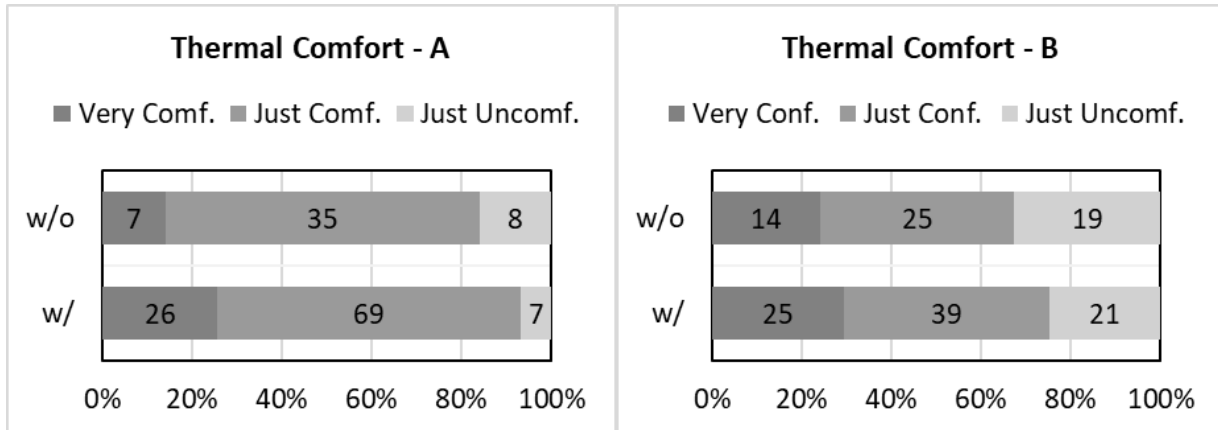 Thermal Comfort - A
Very Comf. Just Comf. Just Uncomf.
w/o 7 35 8
w/ 26 69 7
0% 20% 40% 60% 80% 100%
Thermal Comfort - B
Very Conf. Just Conf. Just Uncomf.
w/o 14 25 19
w/ 25 39 21
0% 20% 40% 60% 80% 100%